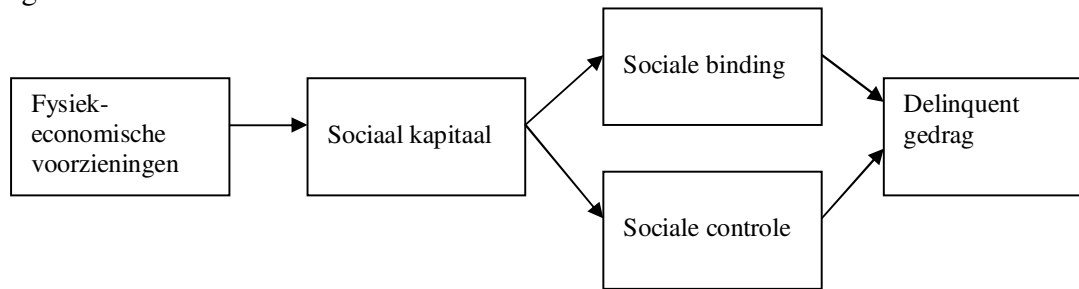 Fysiek-
economische
voorzieningen
Sociaal kapitaal
Sociale binding
Sociale controle
Delinquent
gedrag